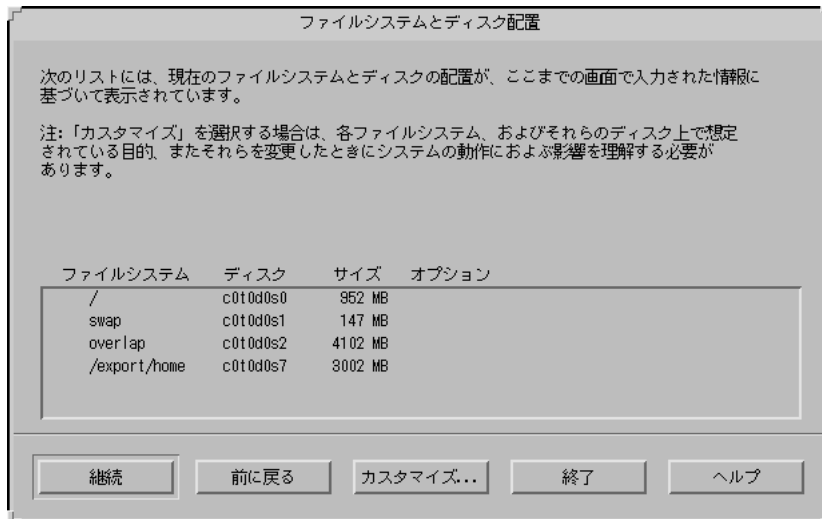 ファイルシステムとディスク配置
次のリストには、現在のファイルシステムとディスクの配置が、ここまでの画面で入力された情報に
基づいて表示されています。
注:「カスタマイズ」を選択する場合は、各ファイルシステム、およびそれらのディスク上で想定
されている目的、またそれらを変更したときにシステムの動作におよぶ影響を理解する必要が
あります。
ファイルシステム ディスク サイズ オプション
/ c0t0d0s0 952 MB
swap c0t0d0s1 147 MB
overlap c0t0d0s2 4102 MB
/export/home c0t0d0s7 3002 MB
継続 前に戻る カスタマイズ... 終了 ヘルプ